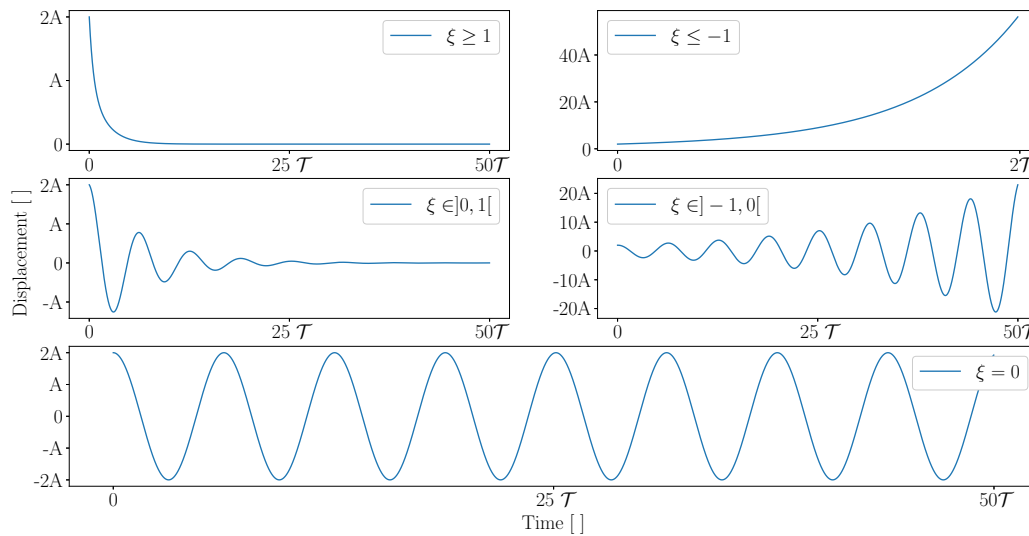 2A
A
0
ξ ≥ 1
0
25 𝒯
50𝒯
40A
20A
0
ξ ≤ −1
0
2𝒯
2A
A
0
-A
ξ ∈]0, 1[
0
25 𝒯
50𝒯
20A
10A
0
-10A
-20A
ξ ∈] − 1, 0[
0
25 𝒯
50𝒯
Displacement [ ]
2A
A
0
-A
-2A
ξ = 0
0
25 𝒯
50𝒯
Time [ ]